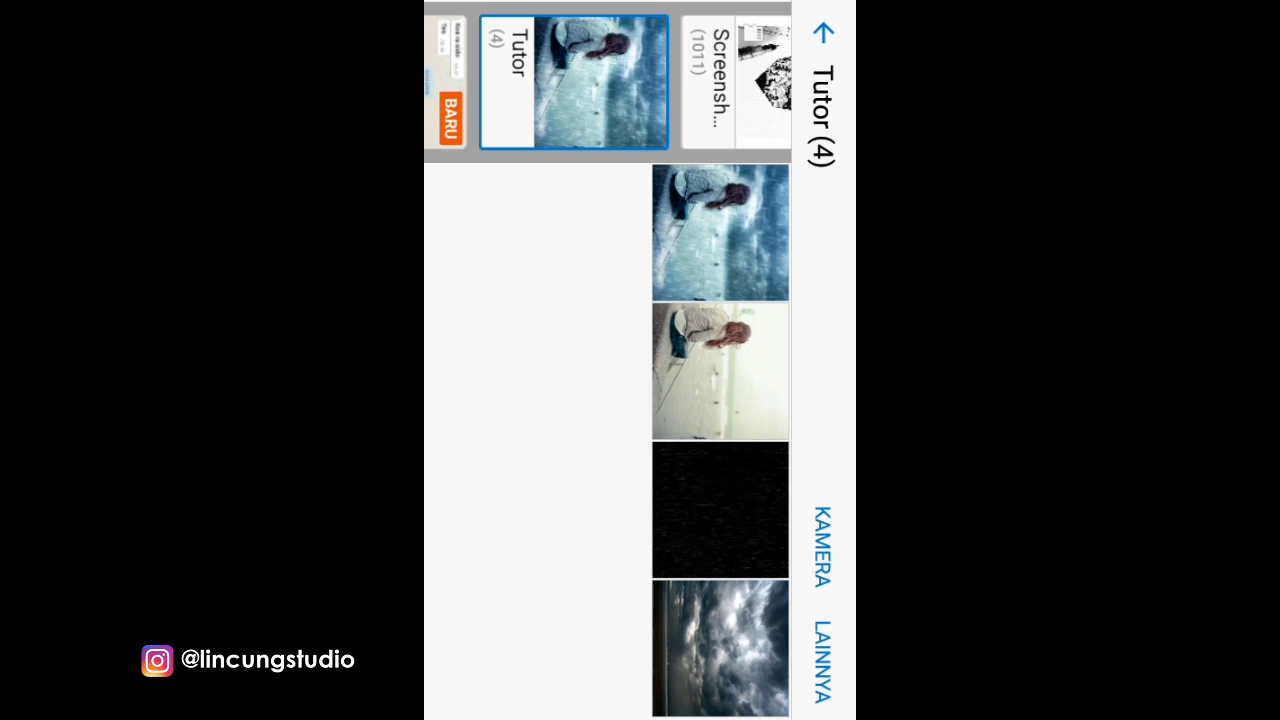 Tutor (4)
KAMERA
LAINNYA
Screensh...
(1011)
Tutor
(4)
BARU
@lincungstudio